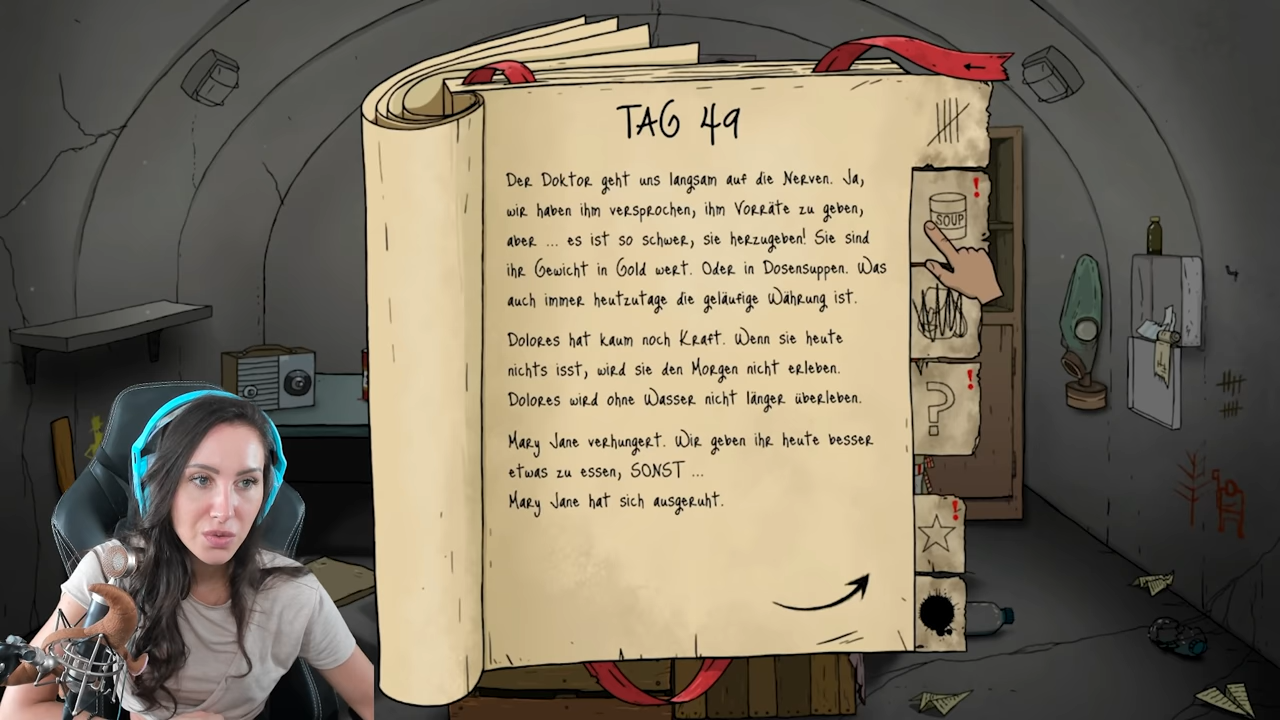 TAG 49
Der Doktor geht uns langsam auf die Nerven. Ja,
wir haben ihm versprochen, ihm Vorräte zu geben,
aber ... es ist so schwer, sie herzugeben! Sie sind
ihr Gewicht in Gold wert. Oder in Dosensuppen. Was
auch immer heutzutage die geläufige Währung ist.
Dolores hat kaum noch Kraft. Wenn sie heute
nichts isst, wird sie den Morgen nicht erleben.
Dolores wird ohne Wasser nicht länger überleben.
Mary Jane verhungert. Wir geben ihr heute besser
etwas zu essen, SONST ...
Mary Jane hat sich ausgeruht.
!
SOUP
?
!
!